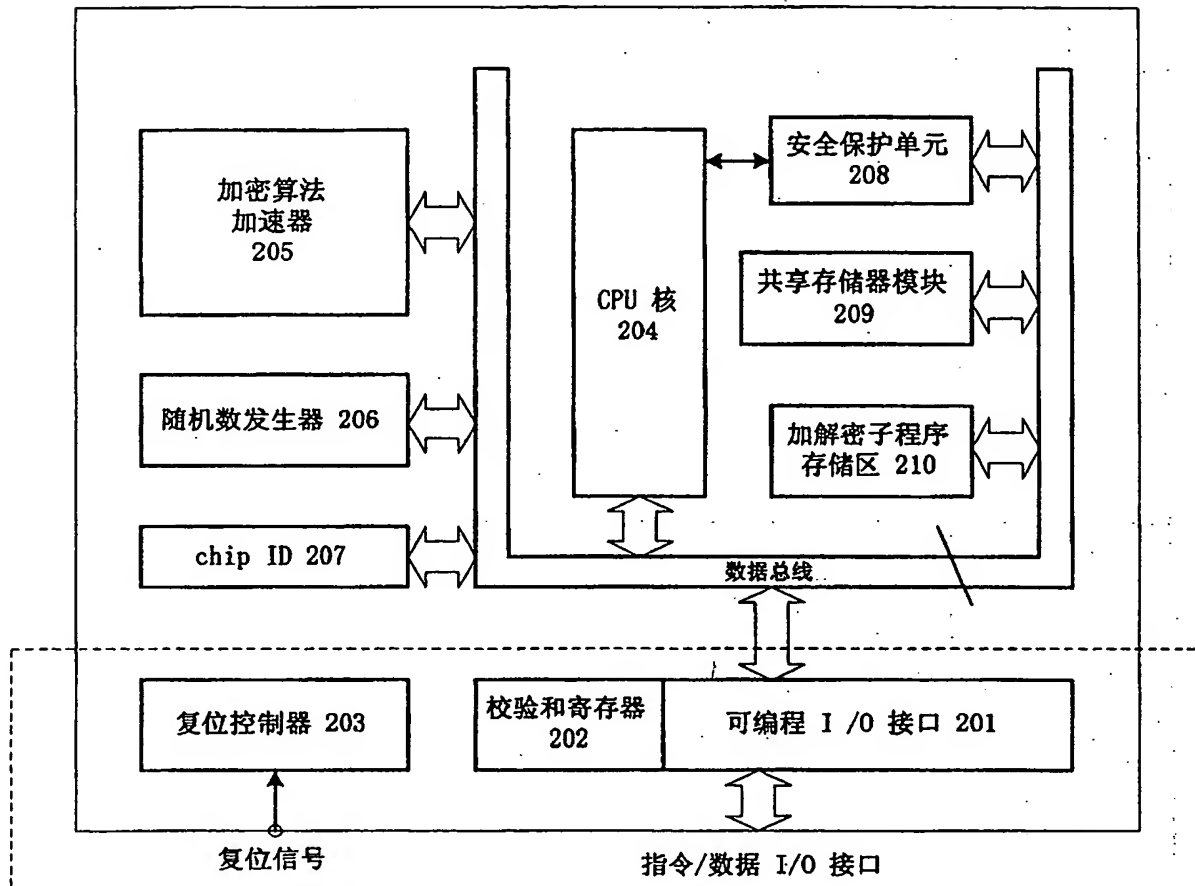 加密算法
加速器
205
随机数发生器 206
chip ID 207
CPU 核
204
安全保护单元
208
共享存储器模块
209
加解密子程序
存储区 210
数据总线
复位控制器 203
校验和寄存器
202
可编程 I /O 接口 201
复位信号
指令/数据 I/O 接口